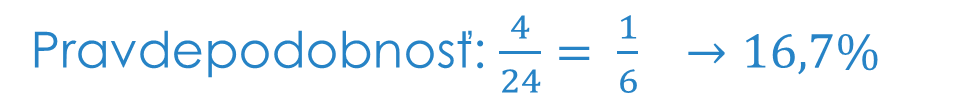 Pravdepodobnosť: 4/24 = 1/6 → 16,7%